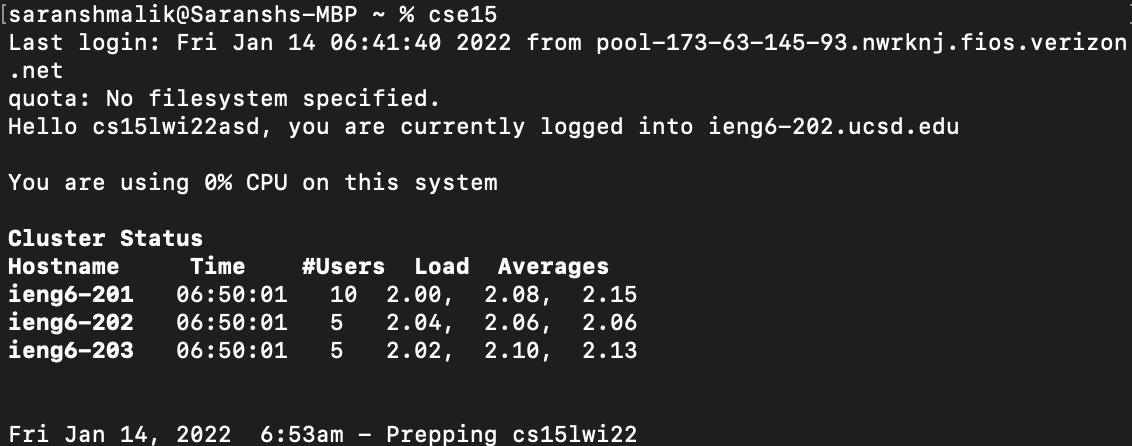 [saranshmalik@Saranshs-MBP ~ % cse15
Last login: Fri Jan 14 06:41:40 2022 from pool-173-63-145-93.nwrknj.fios.verizon
.net
quota: No filesystem specified.
Hello cs15lwi22asd, you are currently logged into ieng6-202.ucsd.edu
You are using 0% CPU on this system
Cluster Status
Hostname     Time    #Users  Load  Averages
ieng6-201   06:50:01   10  2.00,  2.08,  2.15
ieng6-202   06:50:01   5   2.04,  2.06,  2.06
ieng6-203   06:50:01   5   2.02,  2.10,  2.13
Fri Jan 14, 2022  6:53am - Prepping cs15lwi22